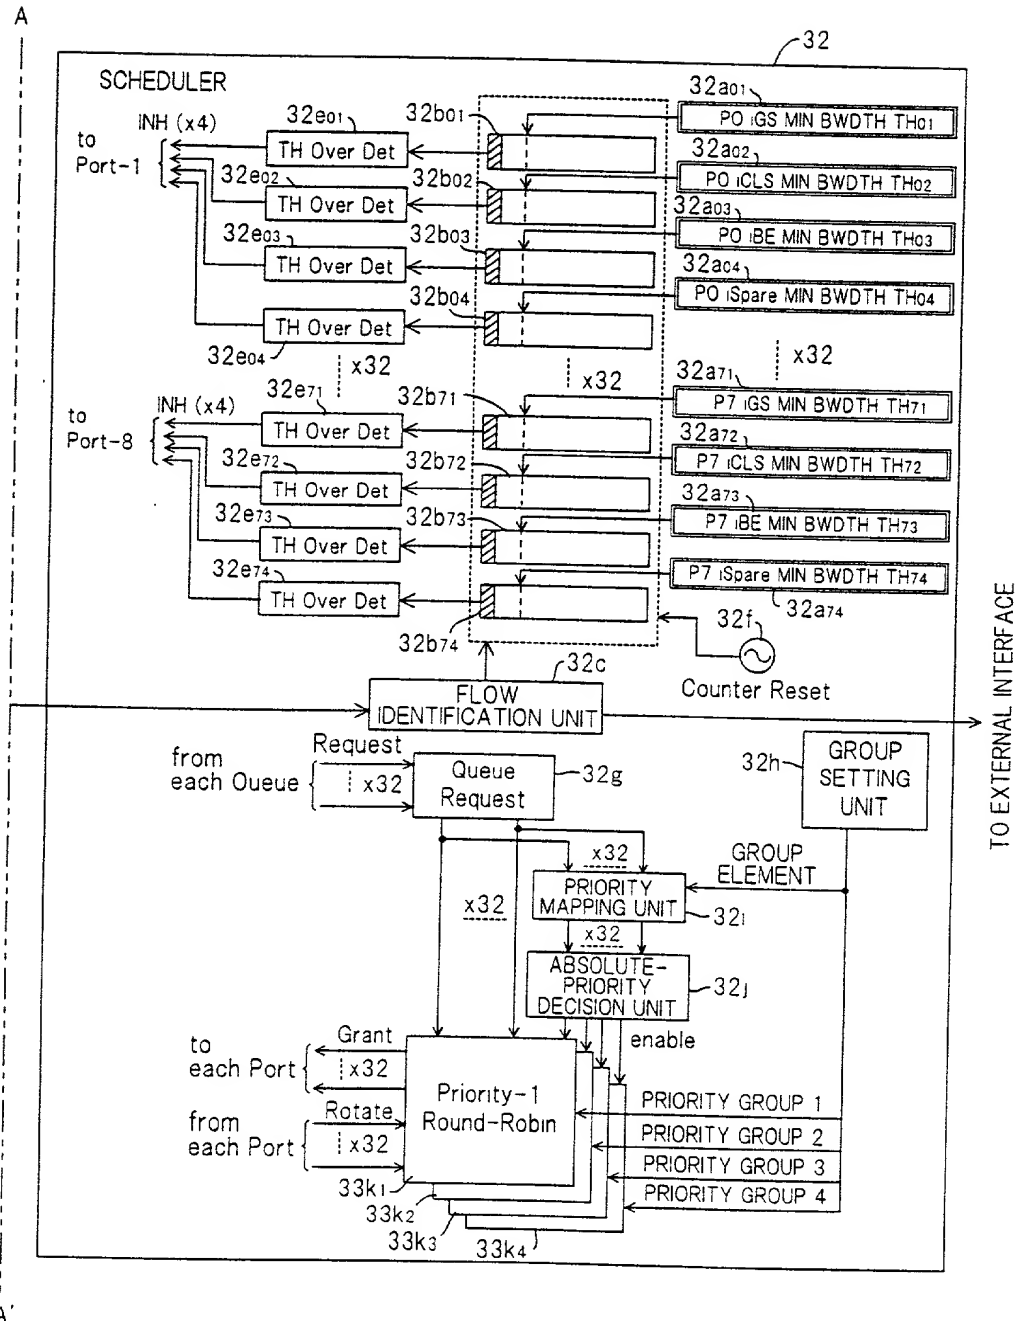 A
32
SCHEDULER
32a01
P0 iGS MIN BWDTH TH01
INH (x4)
32e01
32b01
to
Port-1
TH Over Det
32a02
P0 iCLS MIN BWDTH TH02
32e02
32b02
TH Over Det
32a03
P0 iBE MIN BWDTH TH03
32e03
32b03
TH Over Det
32a04
P0 iSpare MIN BWDTH TH04
32b04
TH Over Det
32e04
x32
x32
x32
32a71
P7 iGS MIN BWDTH TH71
INH (x4)
32e71
32b71
to
Port-8
TH Over Det
32a72
P7 iCLS MIN BWDTH TH72
32e72
32b72
TH Over Det
32a73
P7 iBE MIN BWDTH TH73
32e73
32b73
TH Over Det
P7 iSpare MIN BWDTH TH74
32a74
32e74
TH Over Det
32b74
32f
Counter Reset
32c
FLOW
IDENTIFICATION UNIT
TO EXTERNAL INTERFACE
from
each Queue
Request
x32
Queue
Request
32g
32h
GROUP
SETTING
UNIT
x32
x32
GROUP
ELEMENT
PRIORITY
MAPPING UNIT
32i
x32
ABSOLUTE-
PRIORITY
DECISION UNIT
32j
enable
to
each Port
Grant
x32
Priority-1
Round-Robin
from
each Port
Rotate
x32
PRIORITY GROUP 1
PRIORITY GROUP 2
PRIORITY GROUP 3
PRIORITY GROUP 4
33k1
33k2
33k3
33k4
A'